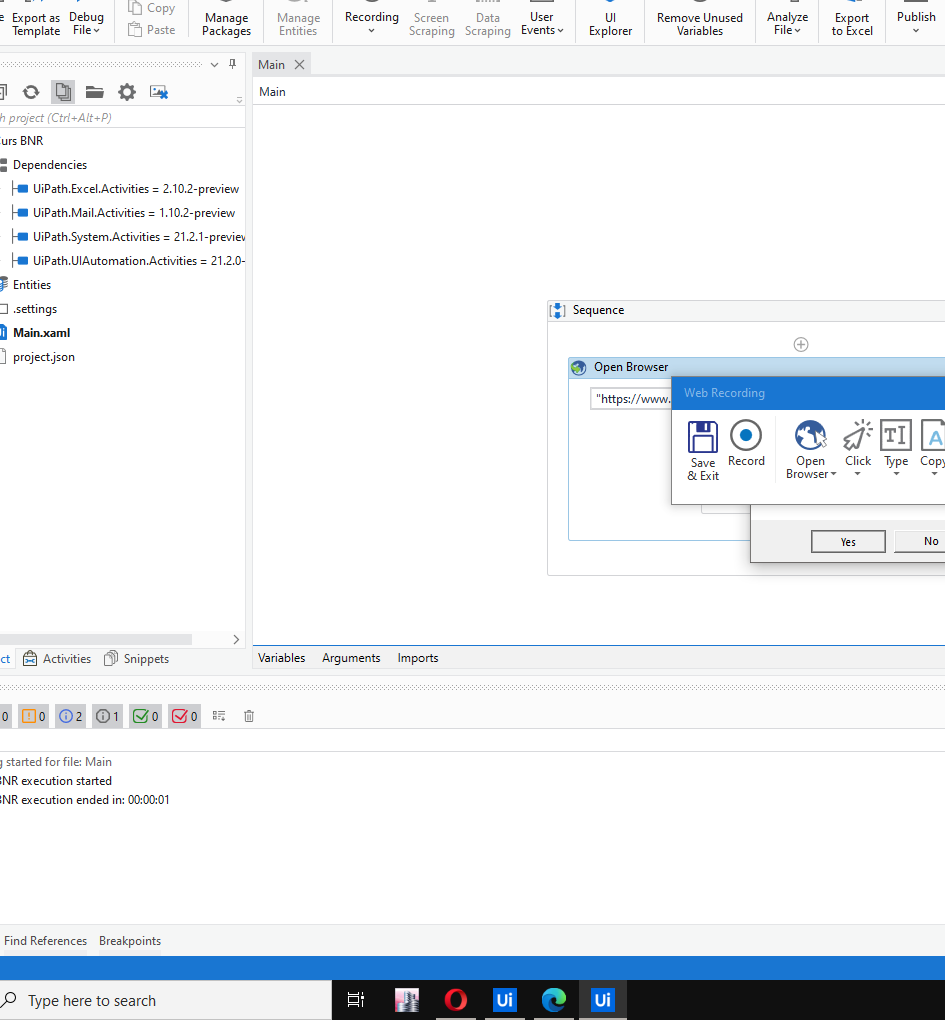 Export as Template
Debug File
Copy
Paste
Manage Packages
Manage Entities
Recording
Screen Scraping
Data Scraping
User Events
UI Explorer
Remove Unused Variables
Analyze File
Export to Excel
Publish
Main
Main
h project (Ctrl+Alt+P)
urs BNR
Dependencies
UiPath.Excel.Activities = 2.10.2-preview
UiPath.Mail.Activities = 1.10.2-preview
UiPath.System.Activities = 21.2.1-preview
UiPath.UIAutomation.Activities = 21.2.0-
Entities
.settings
Main.xaml
project.json
Sequence
Open Browser
"https://www.
Web Recording
Save & Exit
Record
Open Browser
Click
Type
Copy
Yes
No
ct
Activities
Snippets
Variables
Arguments
Imports
0
0
2
1
0
0
g started for file: Main
BNR execution started
BNR execution ended in: 00:00:01
Find References
Breakpoints
Type here to search
Ui
Ui